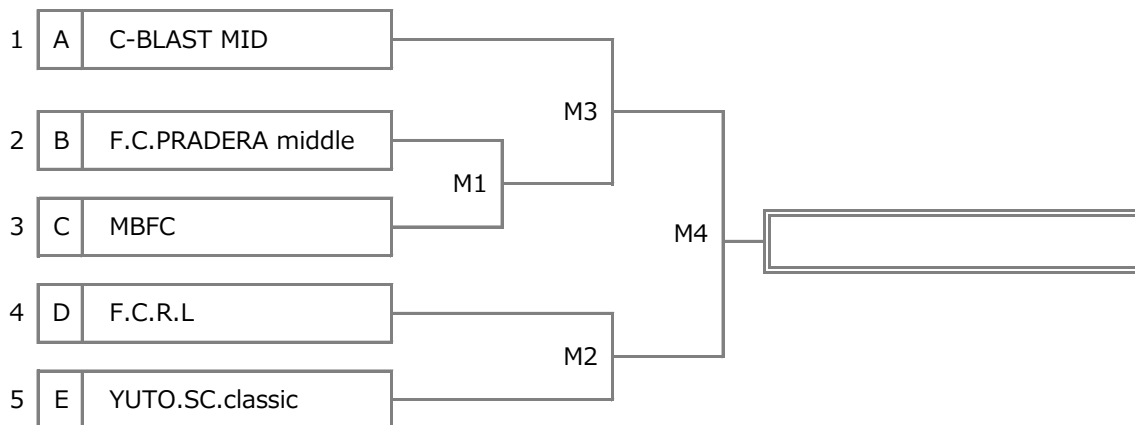 1 A C-BLAST MID
M3
2 B F.C.PRADERA middle
M1
3 C MBFC
M4
4 D F.C.R.L
M2
5 E YUTO.SC.classic